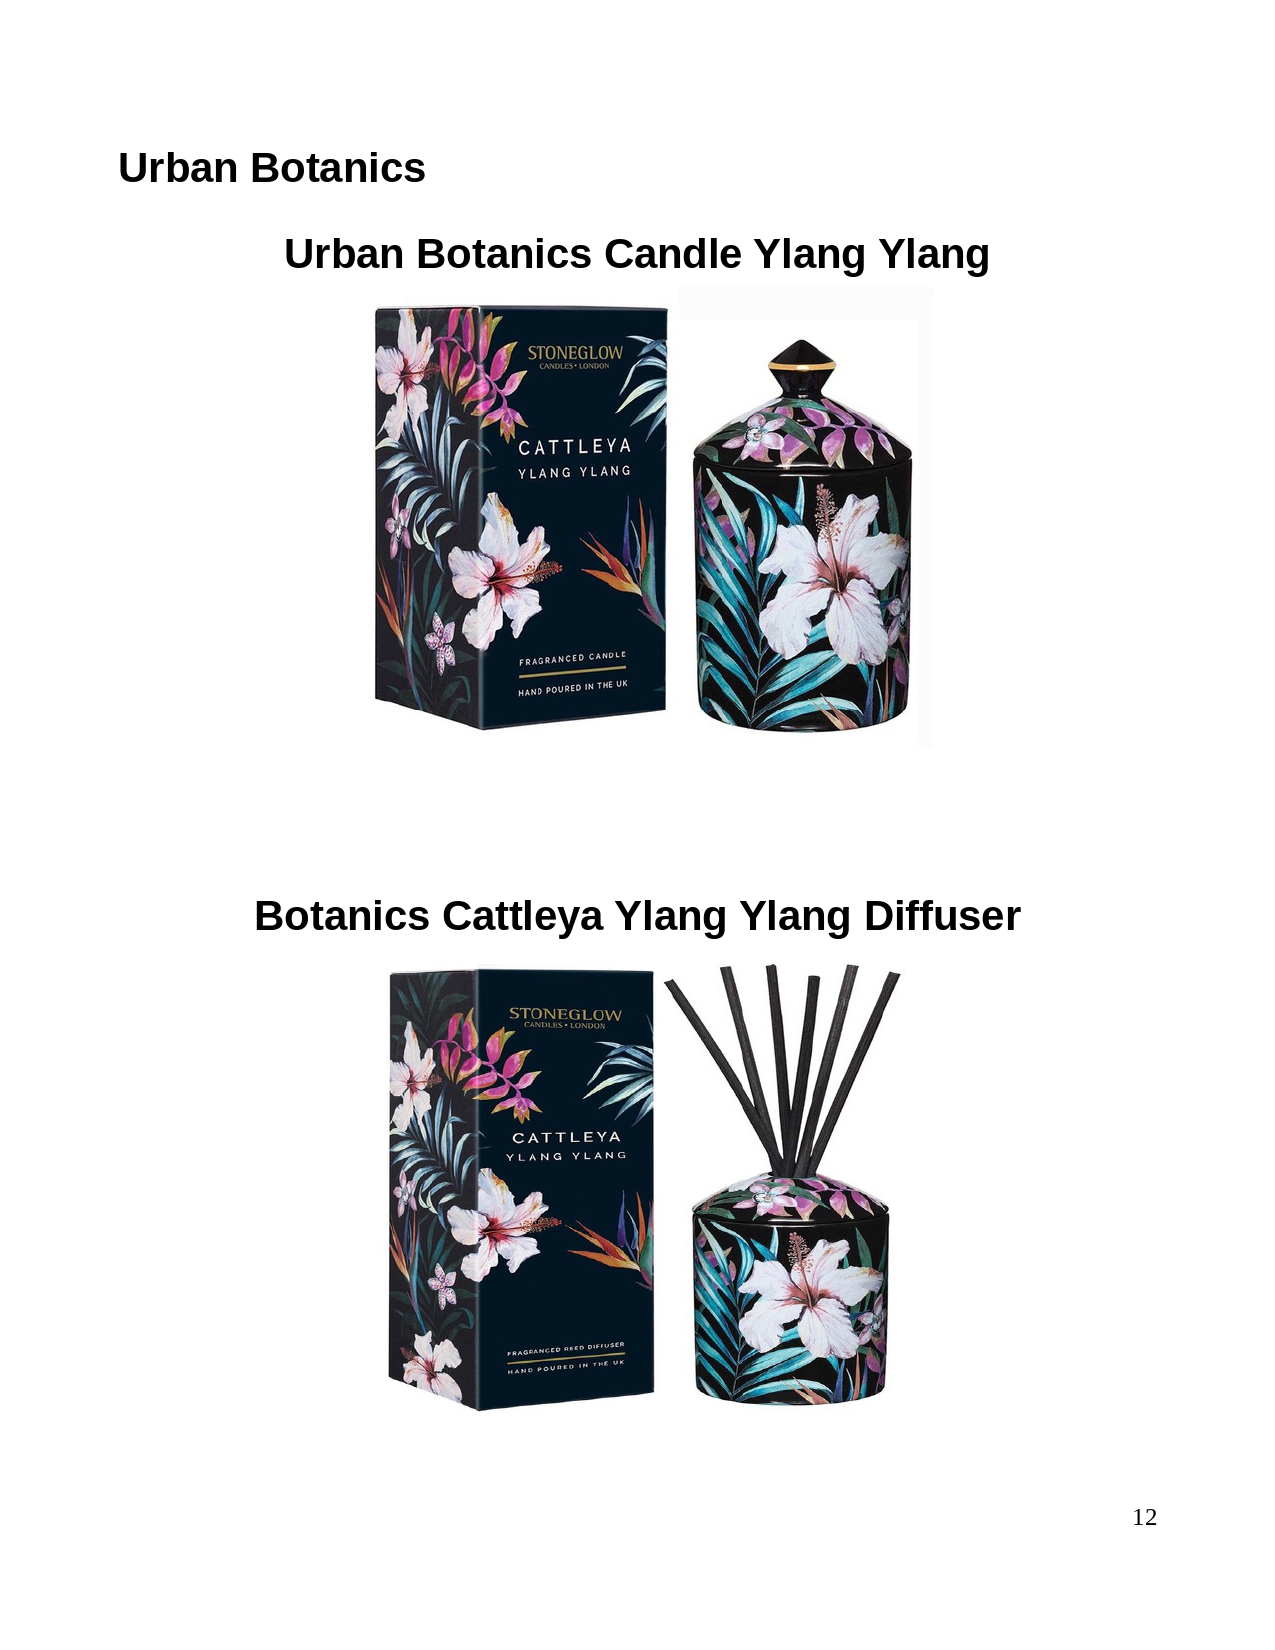 Urban Botanics
Urban Botanics Candle Ylang Ylang
STONEGLOW
CANDLES • LONDON
CATTLEYA
YLANG YLANG
FRAGRANCED CANDLE
HAND POURED IN THE UK
Botanics Cattleya Ylang Ylang Diffuser
STONEGLOW
CANDLES • LONDON
CATTLEYA
YLANG YLANG
FRAGRANCED REED DIFFUSER
HAND POURED IN THE UK
12